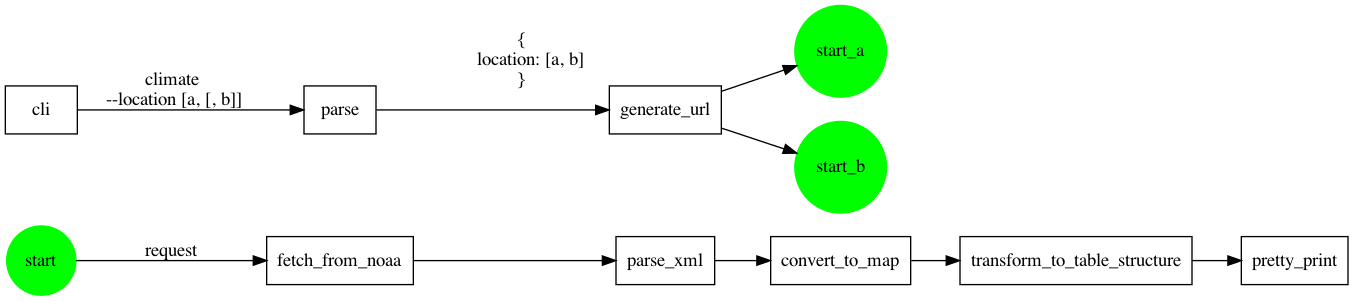 {
location: [a, b]
}
climate
--location [a, [, b]]
cli
parse
generate_url
start_a
start_b
start
request
fetch_from_noaa
parse_xml
convert_to_map
transform_to_table_structure
pretty_print